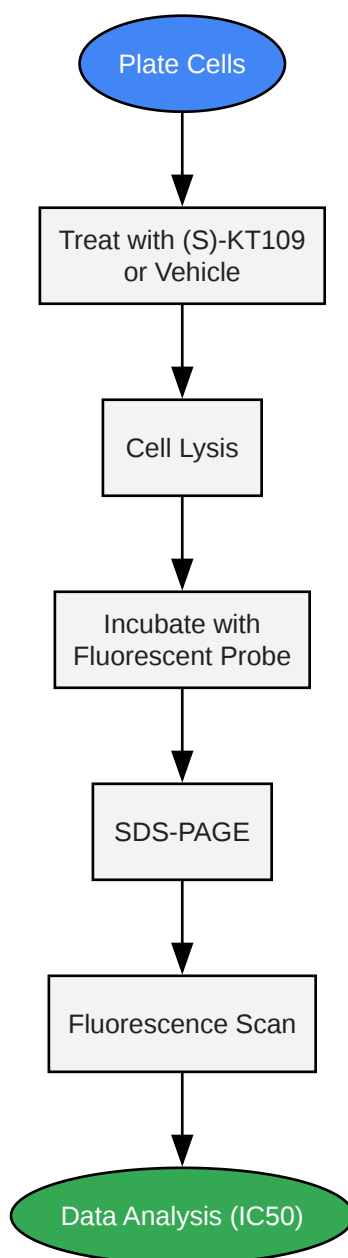 Plate Cells
Treat with (S)-KT109
or Vehicle
Cell Lysis
Incubate with
Fluorescent Probe
SDS-PAGE
Fluorescence Scan
Data Analysis (IC50)